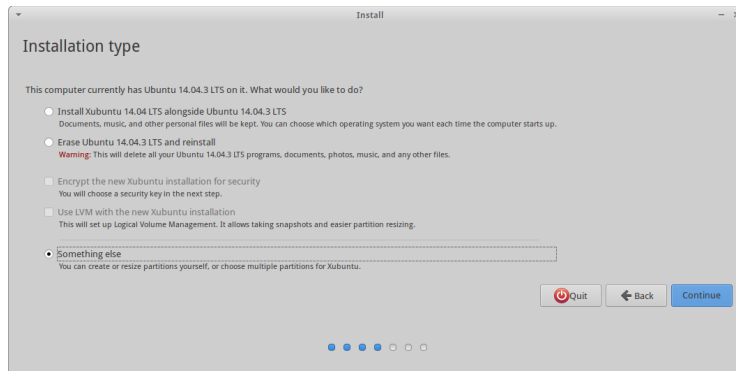 Install
Installation type
This computer currently has Ubuntu 14.04.3 LTS on it. What would you like to do?
Install Xubuntu 14.04 LTS alongside Ubuntu 14.04.3 LTS
Documents, music, and other personal files will be kept. You can choose which operating system you want each time the computer starts up.
Erase Ubuntu 14.04.3 LTS and reinstall
Warning: This will delete all your Ubuntu 14.04.3 LTS programs, documents, photos, music, and any other files.
Encrypt the new Xubuntu installation for security
You will choose a security key in the next step.
Use LVM with the new Xubuntu installation
This will set up Logical Volume Management. It allows taking snapshots and easier partition resizing.
Something else
You can create or resize partitions yourself, or choose multiple partitions for Xubuntu.
Quit
Back
Continue